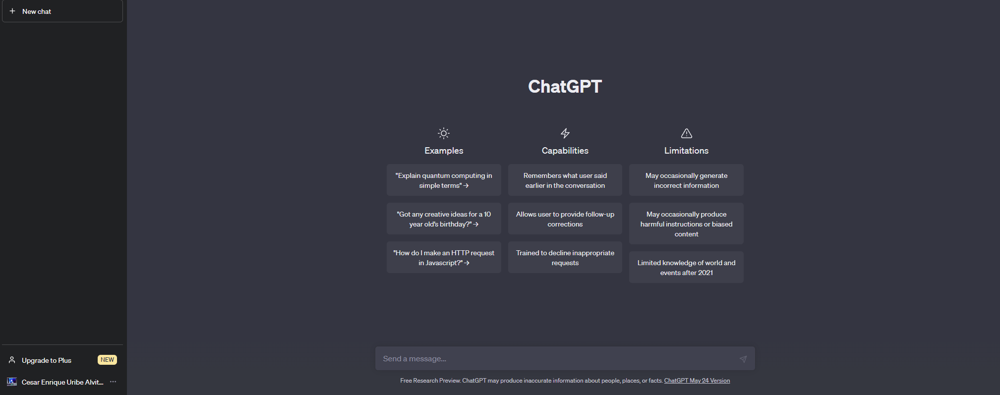 New chat
ChatGPT
Examples
"Explain quantum computing in
simple terms" →
"Got any creative ideas for a 10
year old’s birthday?" →
"How do I make an HTTP request
in Javascript?" →
Capabilities
Remembers what user said
earlier in the conversation
Allows user to provide follow-up
corrections
Trained to decline inappropriate
requests
Limitations
May occasionally generate
incorrect information
May occasionally produce
harmful instructions or biased
content
Limited knowledge of world and
events after 2021
Upgrade to Plus NEW
Cesar Enrique Uribe Alvit...
Send a message...
Free Research Preview. ChatGPT may produce inaccurate information about people, places, or facts. ChatGPT May 24 Version